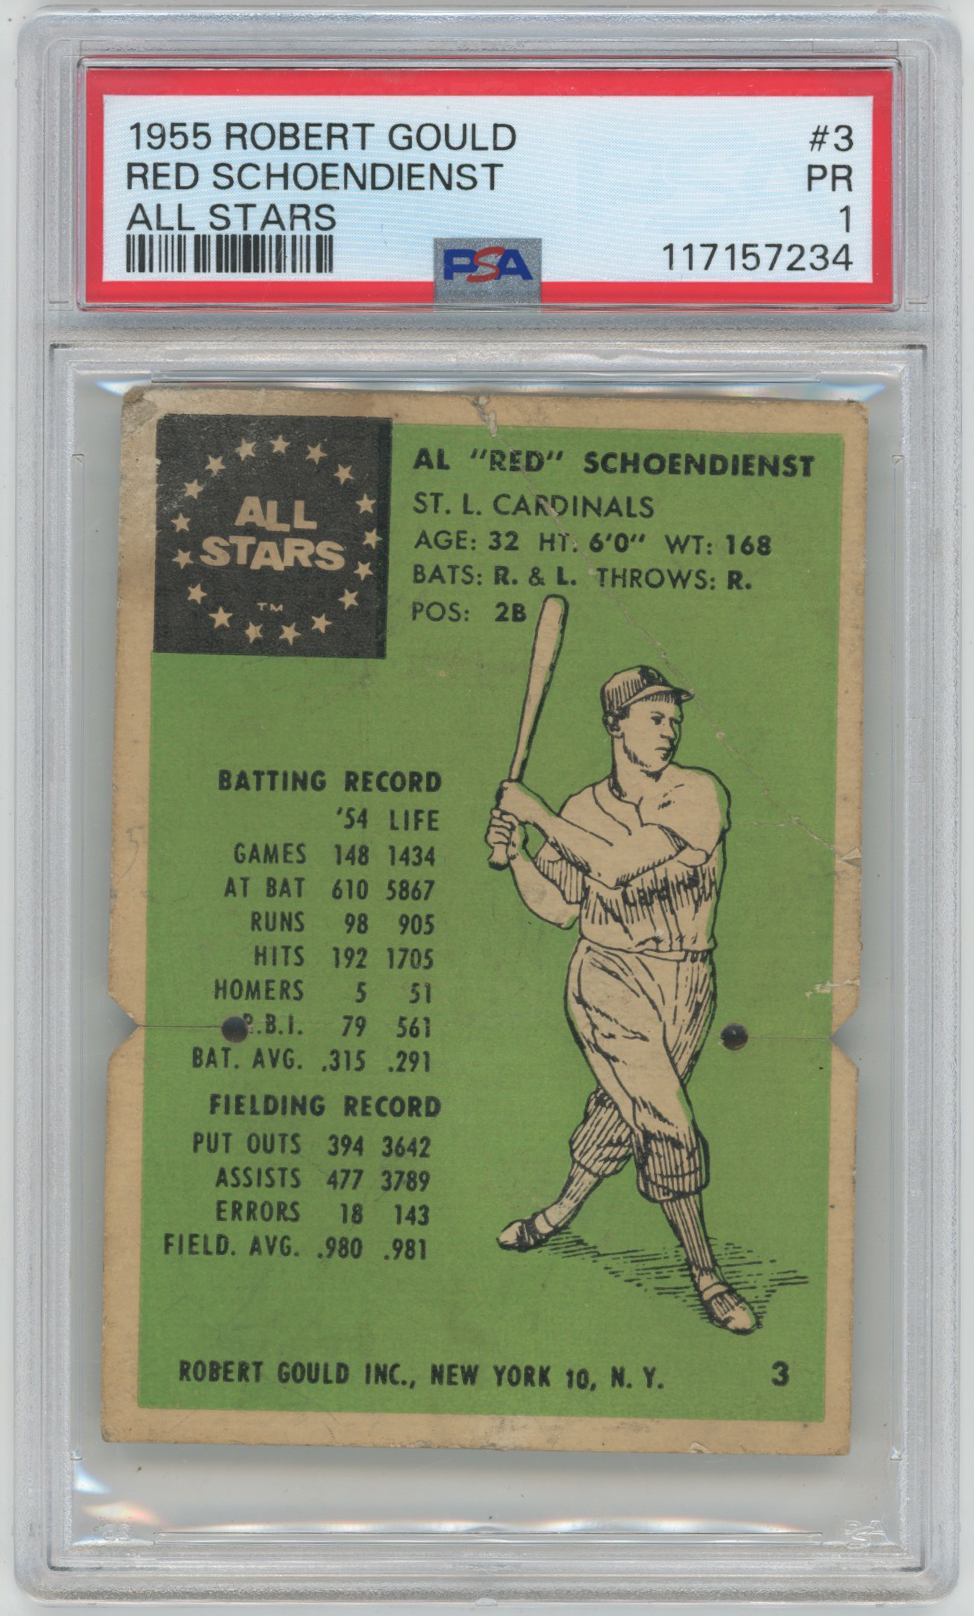 1955 ROBERT GOULD #3
RED SCHOENDIENST PR
ALL STARS 1
PSA 117157234
ALL
STARS
TM
AL "RED" SCHOENDIENST
ST. L. CARDINALS
AGE: 32 HT: 6'0" WT: 168
BATS: R. & L. THROWS: R.
POS: 2B
Cardinals
BATTING RECORD
'54 LIFE
GAMES 148 1434
AT BAT 610 5867
RUNS 98 905
HITS 192 1705
HOMERS 5 51
R.B.I. 79 561
BAT. AVG. .315 .291
FIELDING RECORD
PUT OUTS 394 3642
ASSISTS 477 3789
ERRORS 18 143
FIELD. AVG. .980 .981
ROBERT GOULD INC., NEW YORK 10, N. Y. 3
PSA